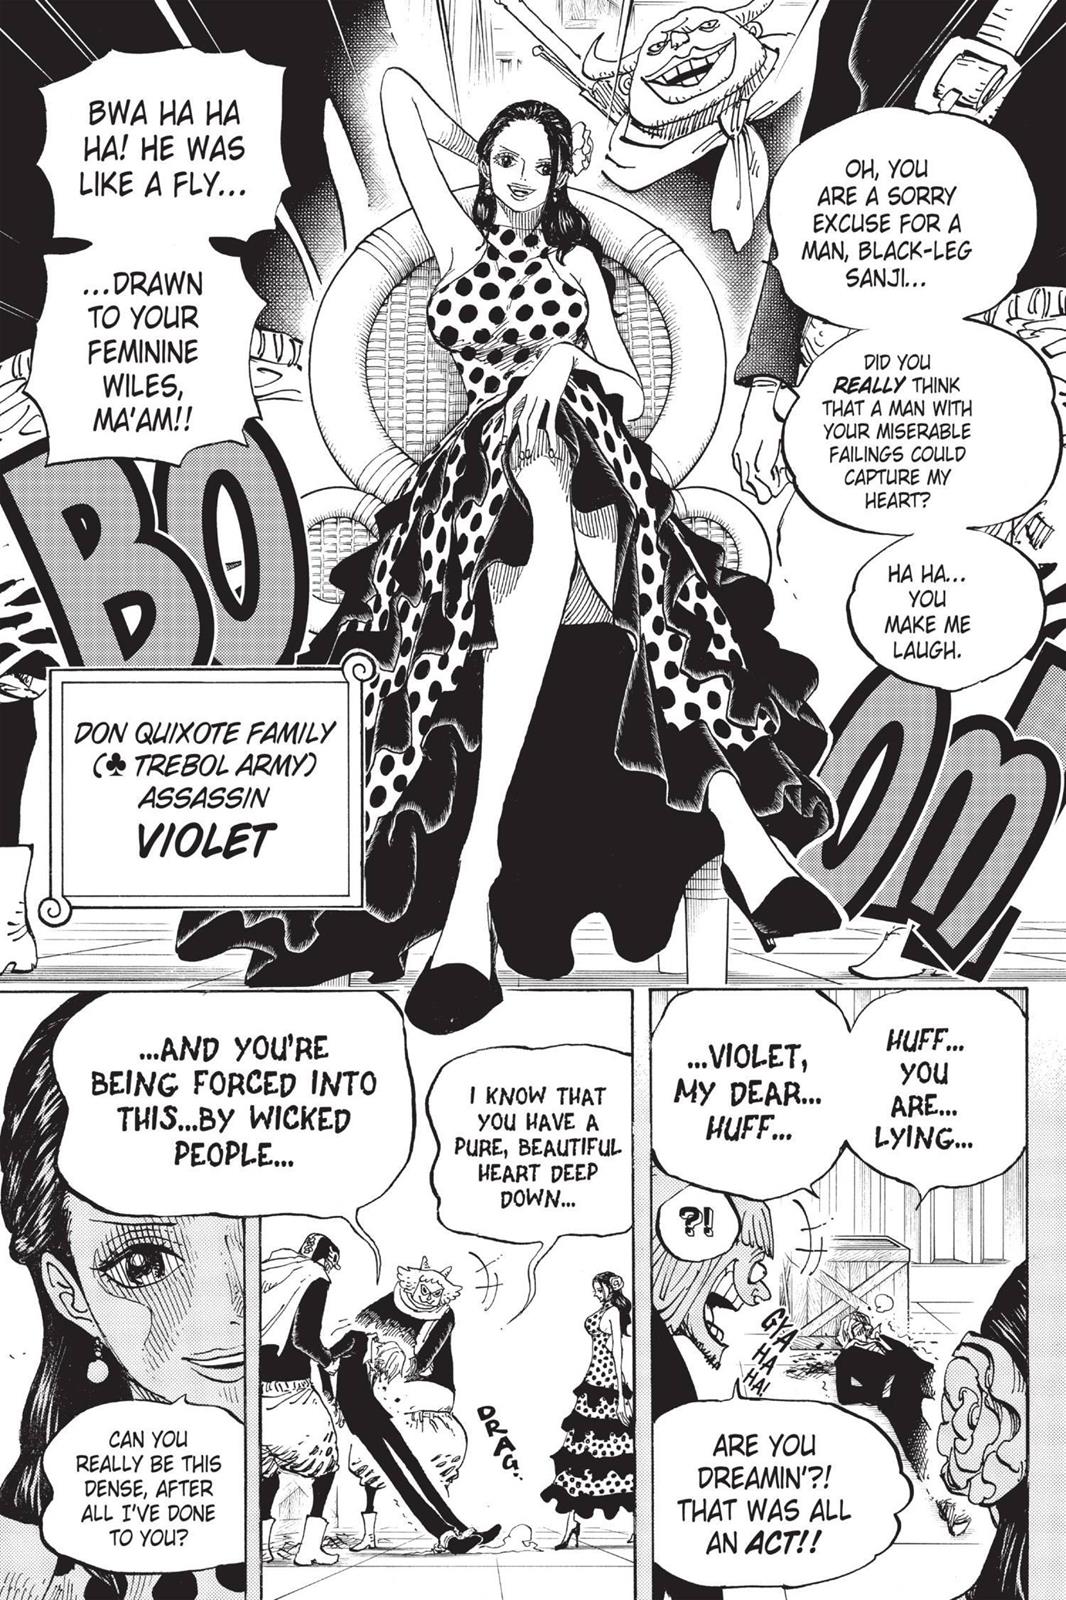 OH, YOU
ARE A SORRY
EXCUSE FOR A
MAN, BLACK-LEG
SANJI...
DID YOU
REALLY THINK
THAT A MAN WITH
YOUR MISERABLE
FAILINGS COULD
CAPTURE MY
HEART?
HA HA...
YOU
MAKE ME
LAUGH.
BWA HA HA
HA! HE WAS
LIKE A FLY...
...DRAWN
TO YOUR
FEMININE
WILES,
MA'AM!!
BOOM
DON QUIXOTE FAMILY
(♣ TREBOL ARMY)
ASSASSIN
VIOLET
HUFF...
YOU
ARE...
LYING...
...VIOLET,
MY DEAR...
HUFF...
?!
GYA HA HA HA!
ARE YOU
DREAMIN'?!
THAT WAS ALL
AN ACT!!
I KNOW THAT
YOU HAVE A
PURE, BEAUTIFUL
HEART DEEP
DOWN...
DRAG..
...AND YOU'RE
BEING FORCED INTO
THIS...BY WICKED
PEOPLE...
CAN YOU
REALLY BE THIS
DENSE, AFTER
ALL I'VE DONE
TO YOU?